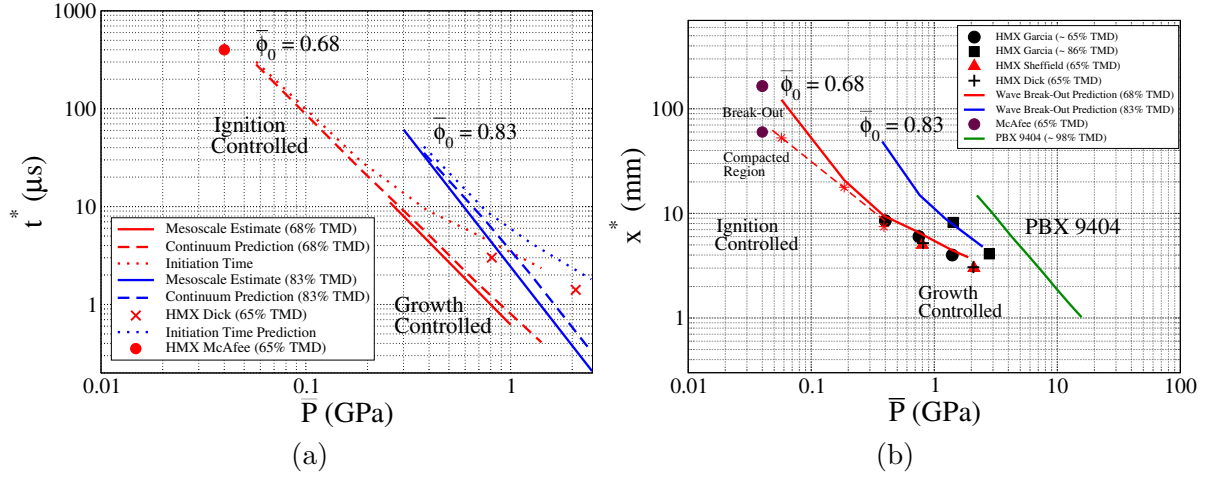 1000
100
10
1
t* (μs)
ϕ̄₀ = 0.68
ϕ̄₀ = 0.83
Ignition
Controlled
Growth
Controlled
Mesoscale Estimate (68% TMD)
Continuum Prediction (68% TMD)
Initiation Time
Mesoscale Estimate (83% TMD)
Continuum Prediction (83% TMD)
HMX Dick (65% TMD)
Initiation Time Prediction
HMX McAfee (65% TMD)
0.01
0.1
1
P̄ (GPa)
(a)
100
10
1
x* (mm)
ϕ̄₀ = 0.68
ϕ̄₀ = 0.83
Break-Out
Compacted
Region
Ignition
Controlled
Growth
Controlled
PBX 9404
HMX Garcia (~ 65% TMD)
HMX Garcia (~ 86% TMD)
HMX Sheffield (65% TMD)
HMX Dick (65% TMD)
Wave Break-Out Prediction (68% TMD)
Wave Break-Out Prediction (83% TMD)
McAfee (65% TMD)
PBX 9404 (~ 98% TMD)
0.01
0.1
1
10
100
P̄ (GPa)
(b)